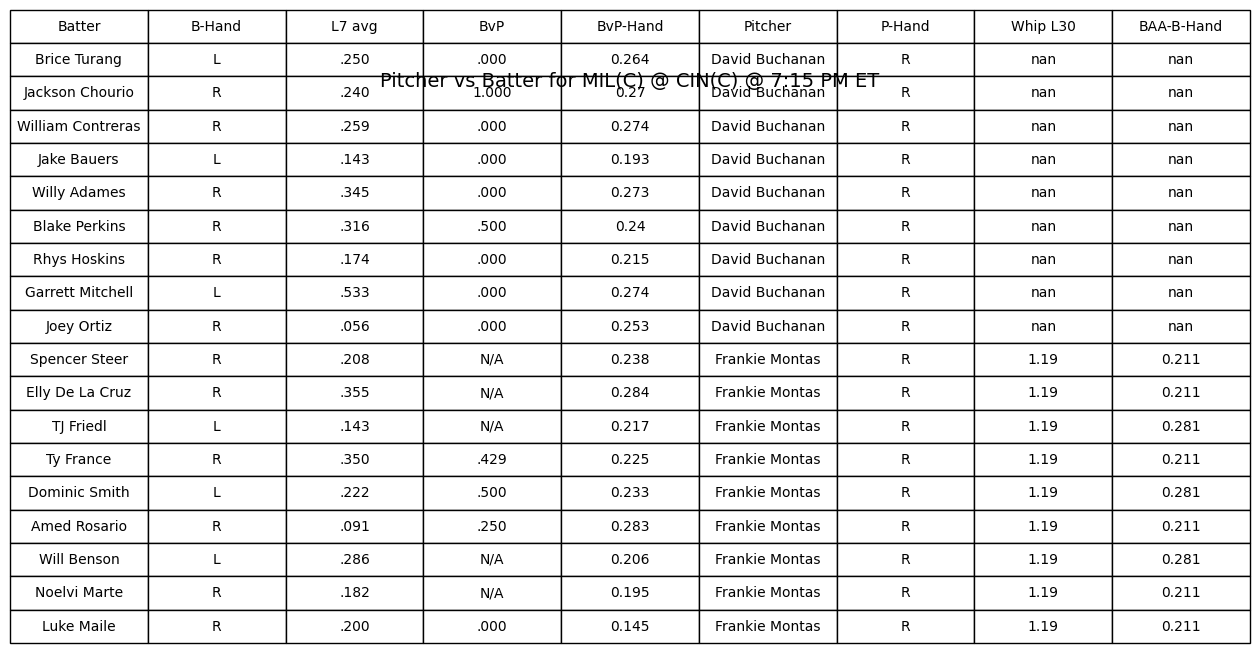 Batter B-Hand L7 avg BvP BvP-Hand Pitcher P-Hand Whip L30 BAA-B-Hand
Brice Turang L .250 .000 0.264 David Buchanan R nan nan
Pitcher vs Batter for MIL(C) @ CIN(C) @ 7:15 PM ET
Jackson Chourio R .240 1.000 0.27 David Buchanan R nan nan
William Contreras R .259 .000 0.274 David Buchanan R nan nan
Jake Bauers L .143 .000 0.193 David Buchanan R nan nan
Willy Adames R .345 .000 0.273 David Buchanan R nan nan
Blake Perkins R .316 .500 0.24 David Buchanan R nan nan
Rhys Hoskins R .174 .000 0.215 David Buchanan R nan nan
Garrett Mitchell L .533 .000 0.274 David Buchanan R nan nan
Joey Ortiz R .056 .000 0.253 David Buchanan R nan nan
Spencer Steer R .208 N/A 0.238 Frankie Montas R 1.19 0.211
Elly De La Cruz R .355 N/A 0.284 Frankie Montas R 1.19 0.211
TJ Friedl L .143 N/A 0.217 Frankie Montas R 1.19 0.281
Ty France R .350 .429 0.225 Frankie Montas R 1.19 0.211
Dominic Smith L .222 .500 0.233 Frankie Montas R 1.19 0.281
Amed Rosario R .091 .250 0.283 Frankie Montas R 1.19 0.211
Will Benson L .286 N/A 0.206 Frankie Montas R 1.19 0.281
Noelvi Marte R .182 N/A 0.195 Frankie Montas R 1.19 0.211
Luke Maile R .200 .000 0.145 Frankie Montas R 1.19 0.211